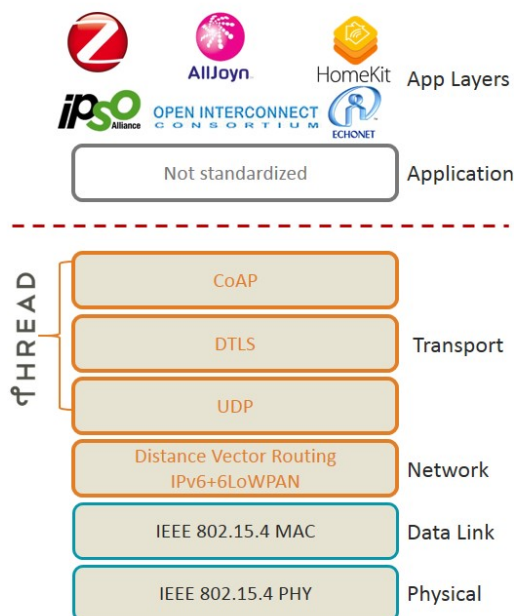 Z
AllJoyn
HomeKit
App Layers
iPSO
Alliance
OPEN INTERCONNECT
CONSORTIUM
ECHONET
Not standardized
Application
THREAD
CoAP
DTLS
Transport
UDP
Distance Vector Routing
IPv6+6LoWPAN
Network
IEEE 802.15.4 MAC
Data Link
IEEE 802.15.4 PHY
Physical